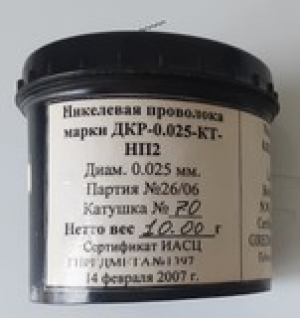 Никелевая проволока
марки ДКР-0.025-КТ-
НП2
Диам. 0.025 мм.
Партия №26/06
Катушка № 70
Нетто вес 10.00 г
Сертификат ИАСЦ
ГИРЕДМЕТА№1397
14 февраля 2007 г.